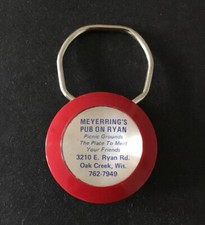 MEYERRING'S
PUB ON RYAN
Picnic Grounds
The Place To Meet
Your Friends
3210 E. Ryan Rd.
Oak Creek, Wis.
762-7949